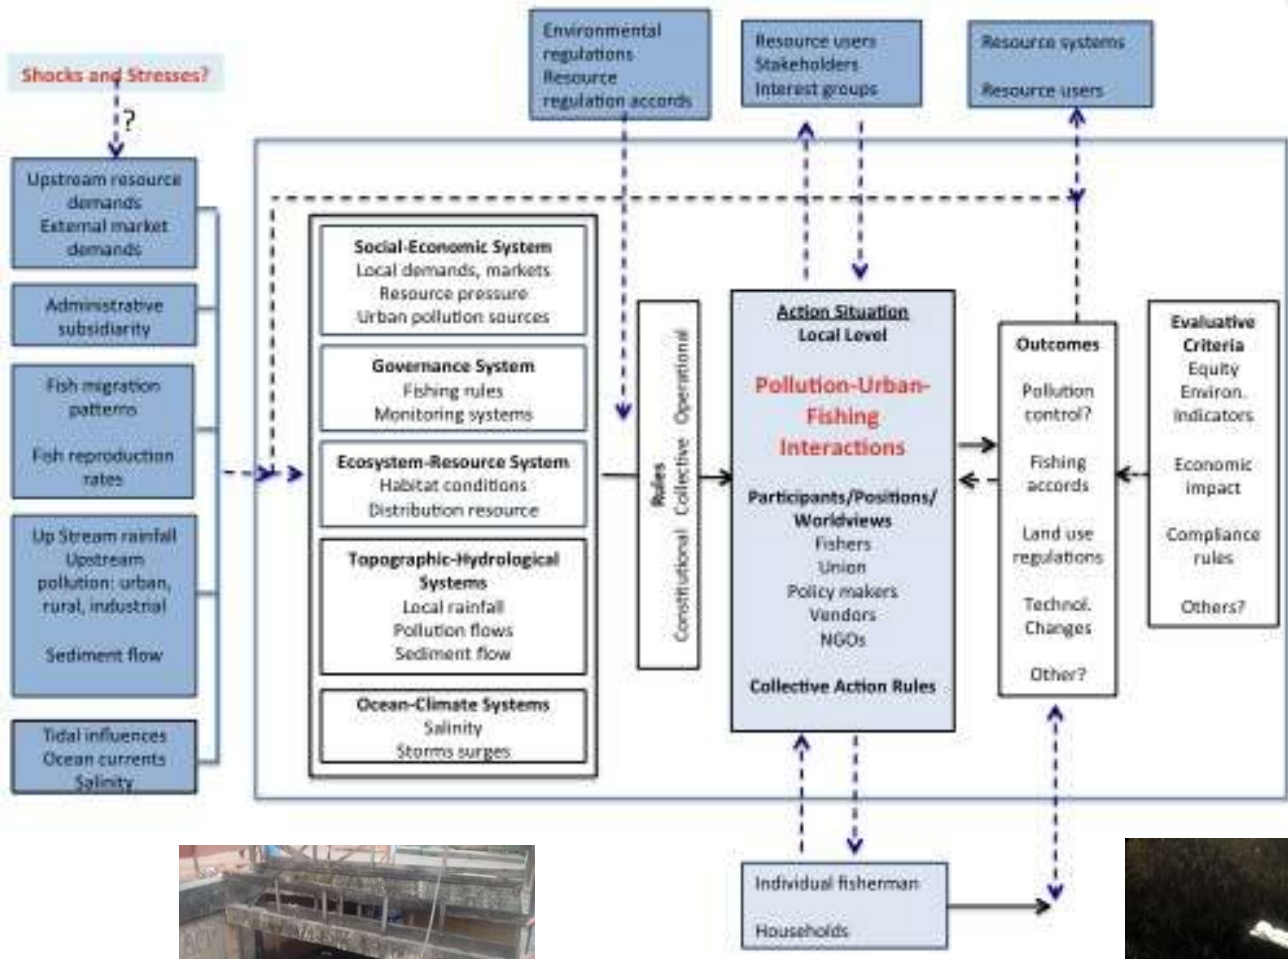 Shocks and Stresses?
?
Upstream resource
demands
External market
demands
Administrative
subsidiarity
Fish migration
patterns
Fish reproduction
rates
Up Stream rainfall
Upstream
pollution: urban,
rural, industrial
Sediment flow
Tidal influences
Ocean currents
Salinity
Environmental
regulations
Resource
regulation accords
Resource users
Stakeholders
Interest groups
Resource systems
Resource users
Social-Economic System
Local demands, markets
Resource pressure
Urban pollution sources
Governance System
Fishing rules
Monitoring systems
Ecosystem-Resource System
Habitat conditions
Distribution resource
Topographic-Hydrological
Systems
Local rainfall
Pollution flows
Sediment flow
Ocean-Climate Systems
Salinity
Storms surges
Rules
Constitutional Collective Operational
Action Situation
Local Level
Pollution-Urban-
Fishing
Interactions
Participants/Positions/
Worldviews
Fishers
Union
Policy makers
Vendors
NGOs
Collective Action Rules
Outcomes
Pollution
control?
Fishing
accords
Land use
regulations
Technol.
Changes
Other?
Evaluative
Criteria
Equity
Environ.
Indicators
Economic
impact
Compliance
rules
Others?
Individual fisherman
Households